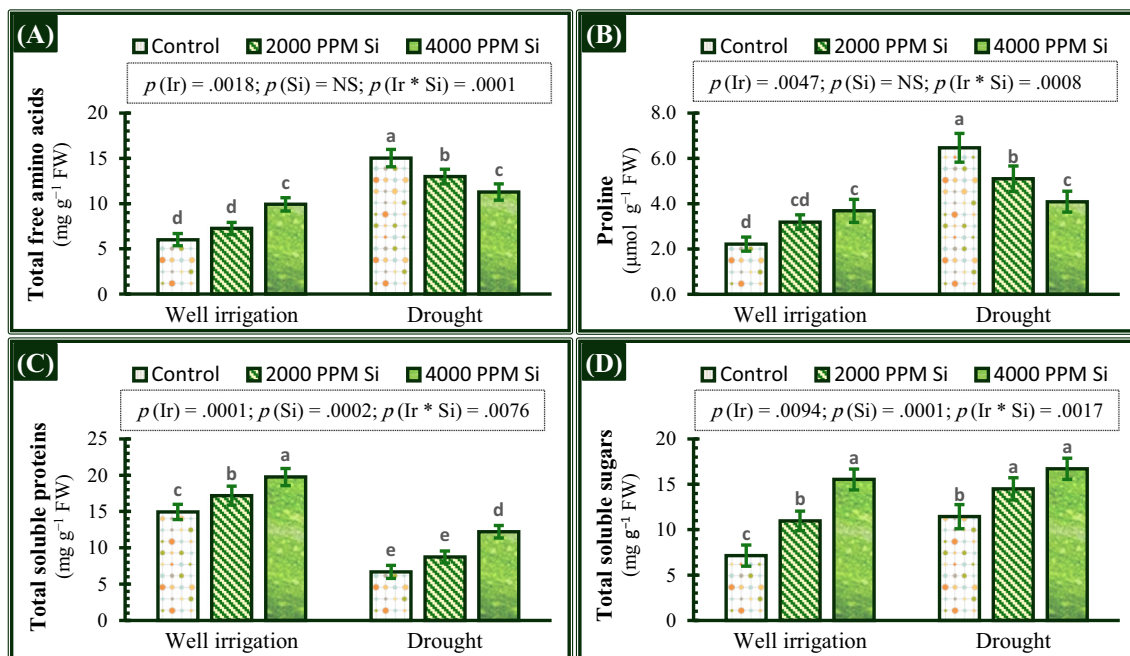 (A)
Control 2000 PPM Si 4000 PPM Si
p (Ir) = .0018; p (Si) = NS; p (Ir * Si) = .0001
Total free amino acids
(mg g⁻¹ FW)
20
15
10
5
0
d d c a b c
Well irrigation Drought
(B)
Control 2000 PPM Si 4000 PPM Si
p (Ir) = .0047; p (Si) = NS; p (Ir * Si) = .0008
Proline
(µmol g⁻¹ FW)
8.0
6.0
4.0
2.0
0.0
d cd c a b c
Well irrigation Drought
(C)
Control 2000 PPM Si 4000 PPM Si
p (Ir) = .0001; p (Si) = .0002; p (Ir * Si) = .0076
Total soluble proteins
(mg g⁻¹ FW)
25
20
15
10
5
0
c b a e e d
Well irrigation Drought
(D)
Control 2000 PPM Si 4000 PPM Si
p (Ir) = .0094; p (Si) = .0001; p (Ir * Si) = .0017
Total soluble sugars
(mg g⁻¹ FW)
20
15
10
5
0
c b a b a a
Well irrigation Drought